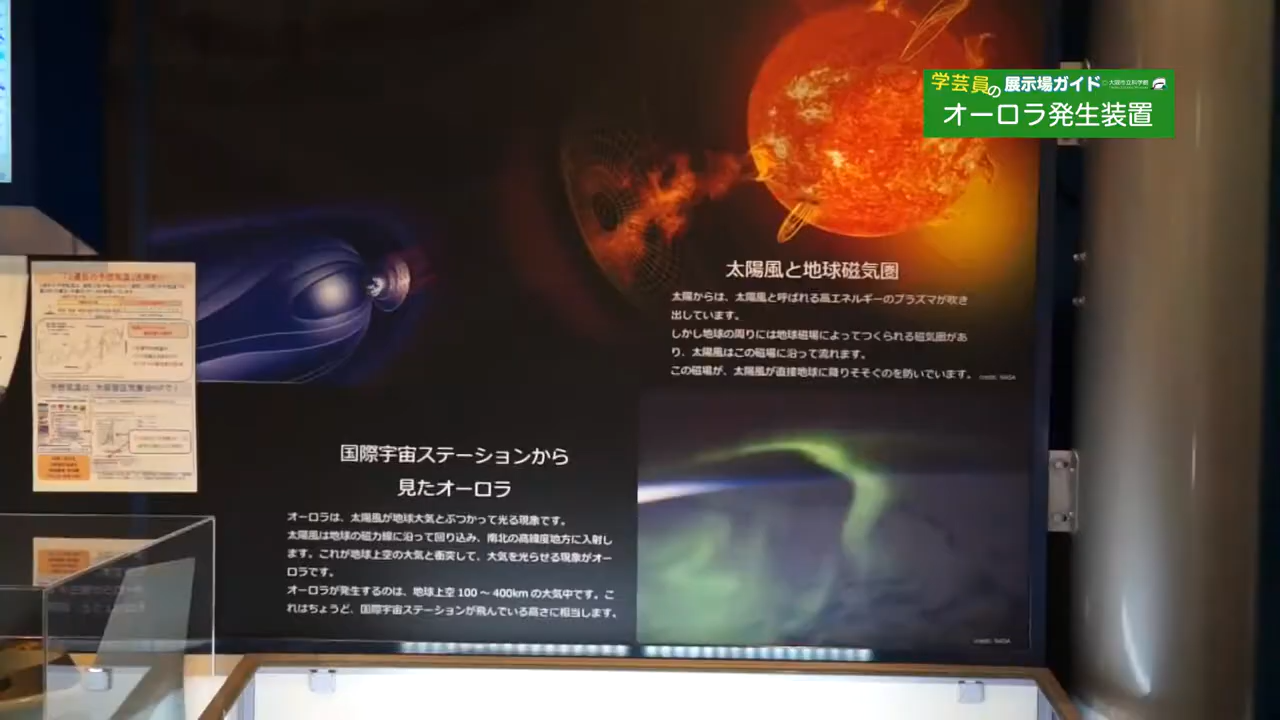 学芸員の展示場ガイド 大阪市立科学館
オーロラ発生装置
太陽風と地球磁気圏
太陽からは、太陽風と呼ばれる高エネルギーのプラズマが吹き
出しています。
しかし地球の周りには地球磁場によってつくられる磁気圏があ
り、太陽風はこの磁場に沿って流れます。
この磁場が、太陽風が直接地球に降りそそぐのを防いでいます。
credit: NASA
国際宇宙ステーションから
見たオーロラ
オーロラは、太陽風が地球大気とぶつかって光る現象です。
太陽風は地球の磁力線に沿って回り込み、南北の高緯度地方に入射し
ます。これが地球上空の大気と衝突して、大気を光らせる現象がオー
ロラです。
オーロラが発生するのは、地球上空 100 ～ 400km の大気中です。こ
れはちょうど、国際宇宙ステーションが飛んでいる高さに相当します。
credit: NASA